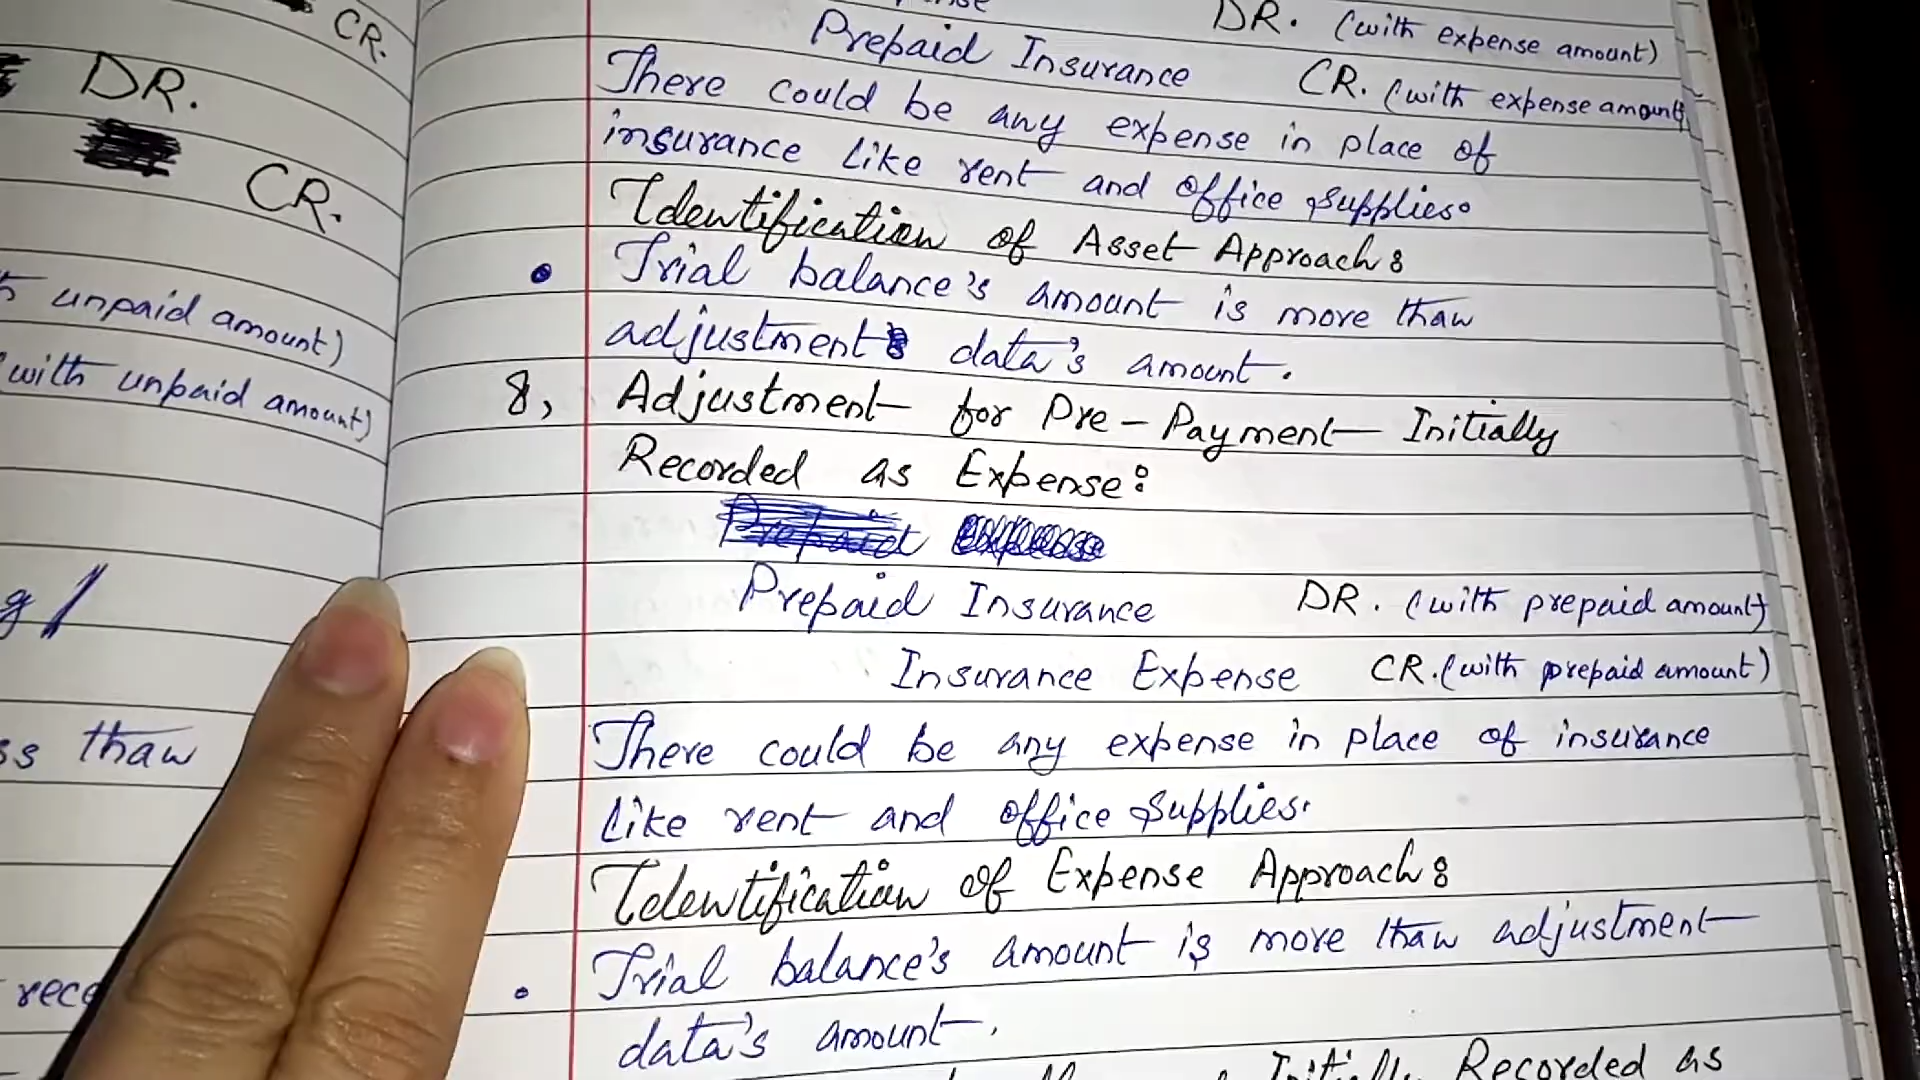 CR.
DR.
CR.
unpaid amount)
(with unpaid amount)
thaw
DR. (with expense amount)
Prepaid Insurance CR. (with expense amount)
There could be any expense in place of
insurance like rent and office supplies.
Identification of Asset Approach:
• Trial balance's amount is more than
adjustment data's amount.
8, Adjustment for Pre-Payment Initially
Recorded as Expense:
Prepaid Insurance DR. (with prepaid amount)
Insurance Expense CR. (with prepaid amount)
There could be any expense in place of insurance
like rent and office supplies.
Identification of Expense Approach:
• Trial balance's amount is more than adjustment
data's amount.
Initially Recorded as